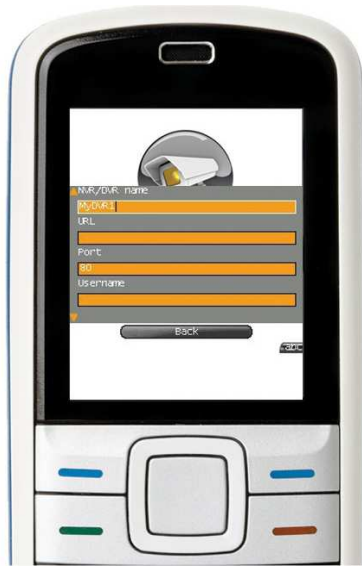 NVR/DVR name
MyDVR1
URL
Port
80
Username
Back
abc